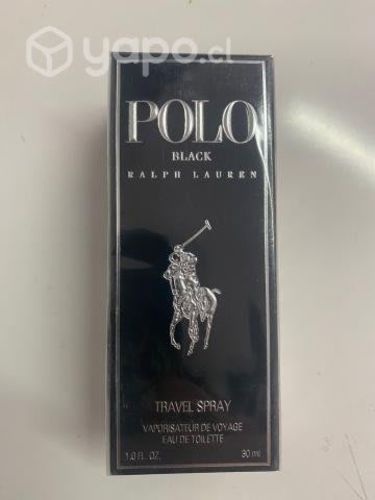 yapo.cl
POLO
BLACK
RALPH LAUREN
TRAVEL SPRAY
VAPORISATEUR DE VOYAGE
EAU DE TOILETTE
1.0 FL. OZ. 30 ml